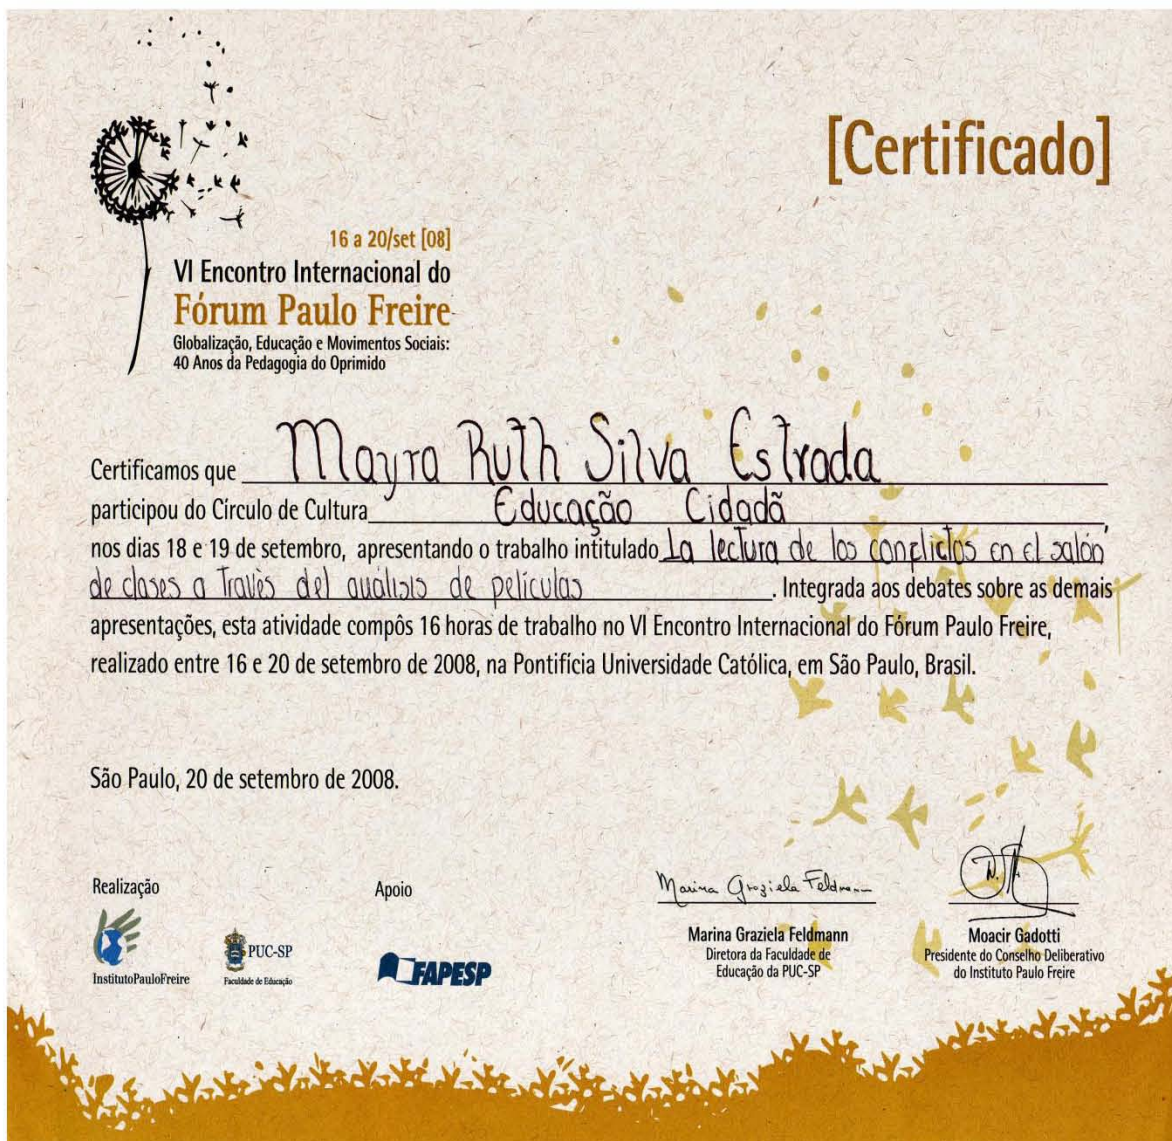 [Certificado]
16 a 20/set [08]
VI Encontro Internacional do
Fórum Paulo Freire
Globalização, Educação e Movimentos Sociais:
40 Anos da Pedagogia do Oprimido
Certificamos que Mayra Ruth Silva Estrada
participou do Círculo de Cultura Educação Cidadã,
nos dias 18 e 19 de setembro, apresentando o trabalho intitulado La lectura de los conflictos en el salón
de clases a través del análisis de películas. Integrada aos debates sobre as demais
apresentações, esta atividade compôs 16 horas de trabalho no VI Encontro Internacional do Fórum Paulo Freire,
realizado entre 16 e 20 de setembro de 2008, na Pontifícia Universidade Católica, em São Paulo, Brasil.
São Paulo, 20 de setembro de 2008.
Realização
Apoio
InstitutoPauloFreire
PUC-SP
Faculdade de Educação
FAPESP
Marina Graziela Feldmann
Marina Graziela Feldmann
Diretora da Faculdade de
Educação da PUC-SP
Moacir Gadotti
Presidente do Conselho Deliberativo
do Instituto Paulo Freire